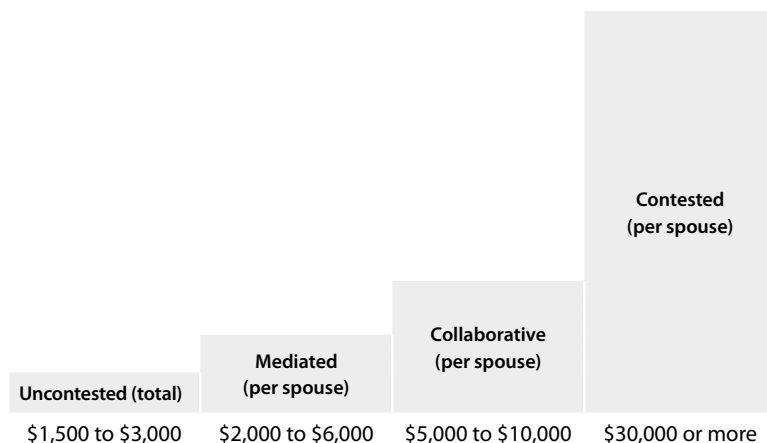 Contested
(per spouse)
Collaborative
(per spouse)
Mediated
(per spouse)
Uncontested (total)
$1,500 to $3,000
$2,000 to $6,000
$5,000 to $10,000
$30,000 or more